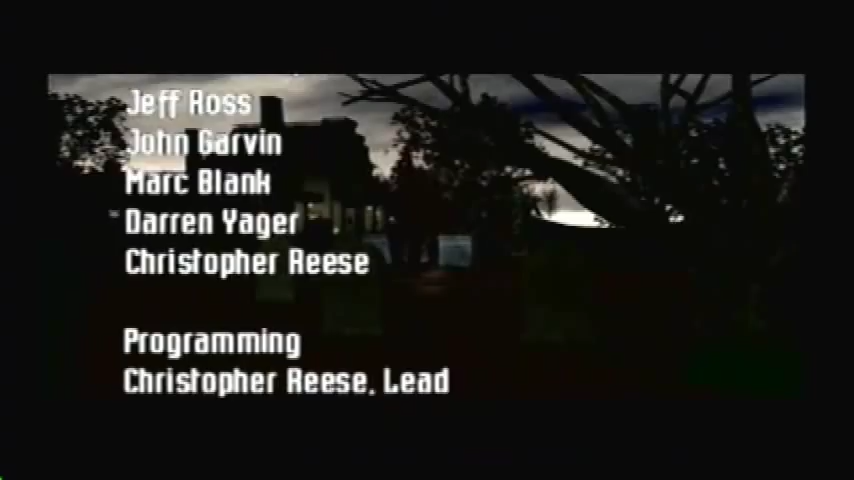 Jeff Ross
John Garvin
Marc Blank
Darren Yager
Christopher Reese
Programming
Christopher Reese, Lead